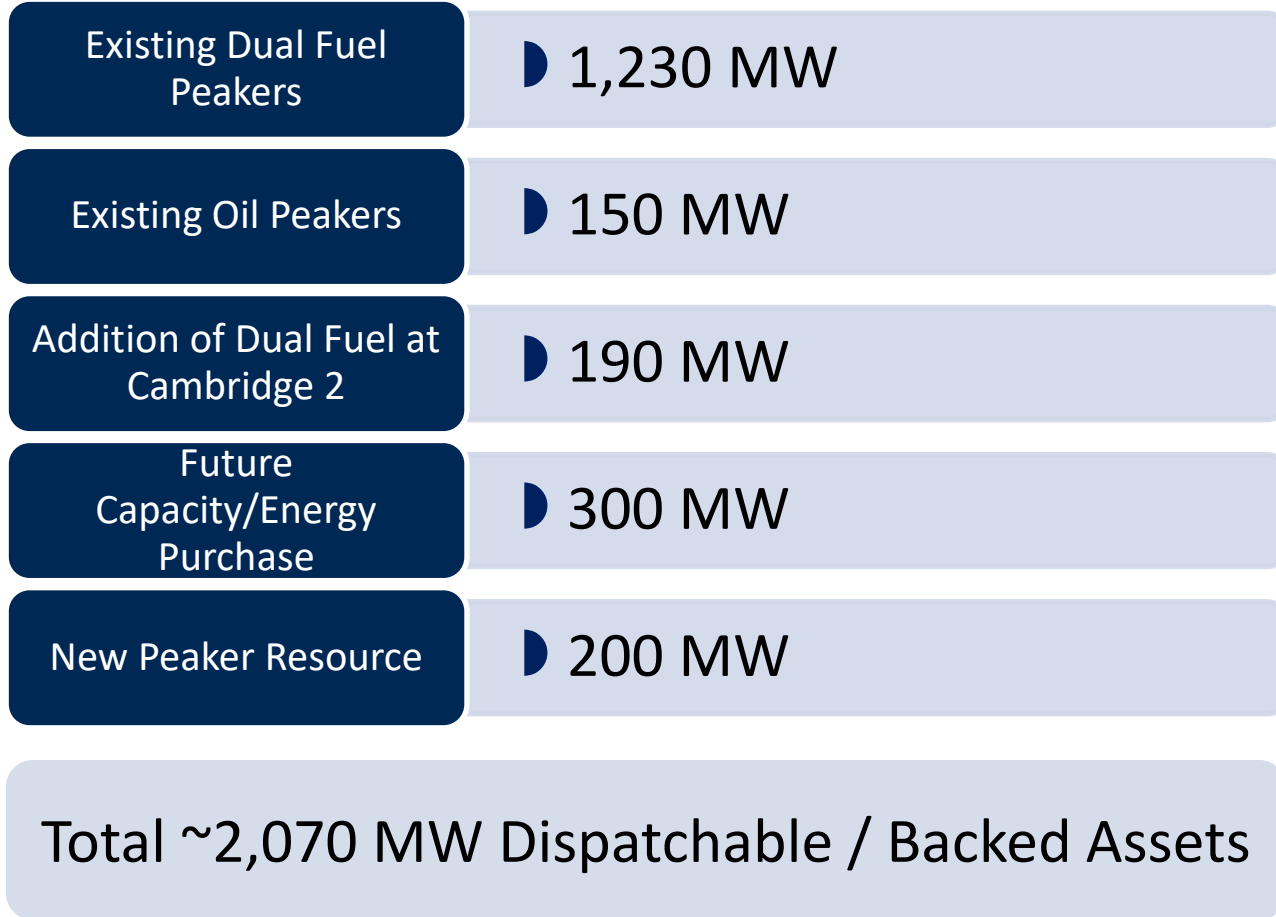 Existing Dual Fuel
Peakers
1,230 MW
Existing Oil Peakers
150 MW
Addition of Dual Fuel at
Cambridge 2
190 MW
Future
Capacity/Energy
Purchase
300 MW
New Peaker Resource
200 MW
Total ~2,070 MW Dispatchable / Backed Assets